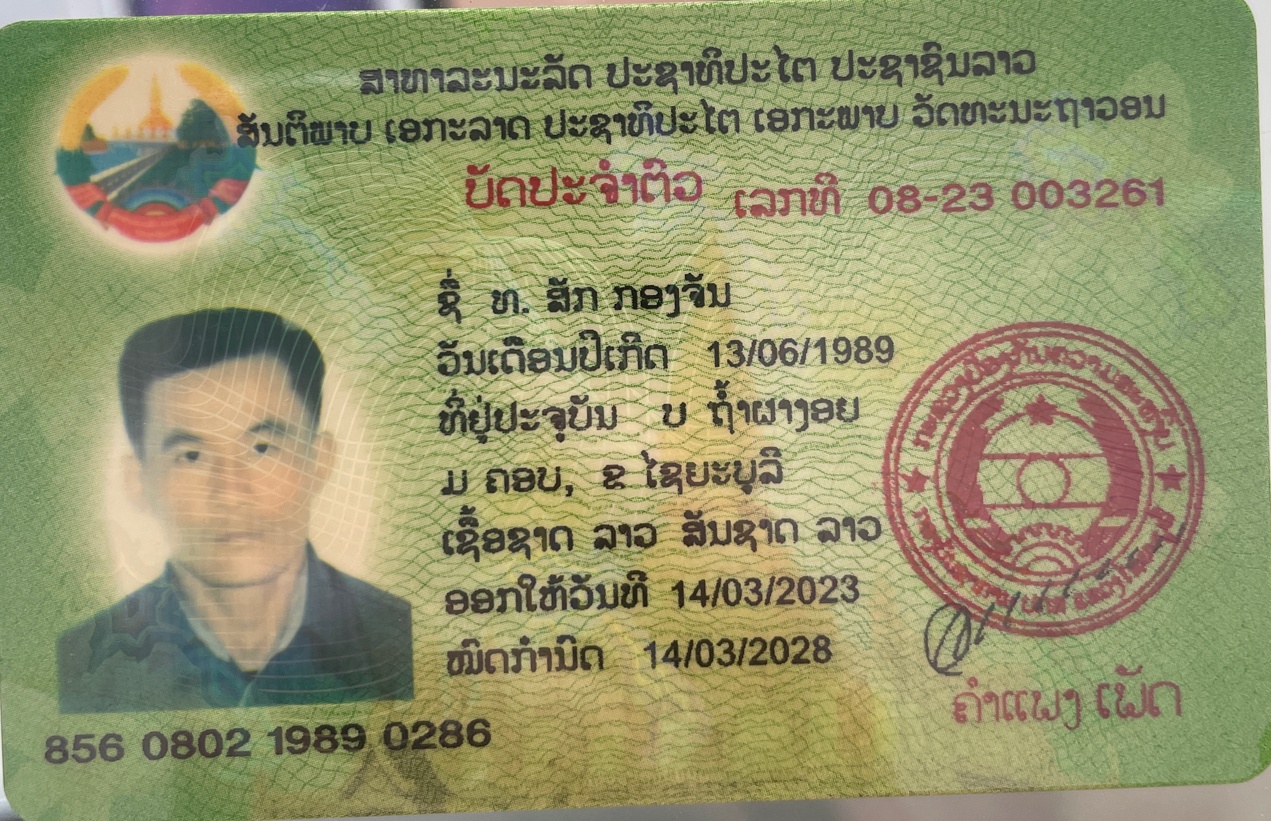 ສາທາລະນະລັດ ປະຊາທິປະໄຕ ປະຊາຊົນລາວ
ສັນຕິພາບ ເອກະລາດ ປະຊາທິປະໄຕ ເອກະພາບ ວັດທະນະຖາວອນ
ບັດປະຈຳຕົວ ເລກທີ 08-23 003261
ຊື່ ທ. ສັກ ກອງຈັນ
ວັນເດືອນປີເກີດ 13/06/1989
ທີ່ຢູ່ປະຈຸບັນ ບ ຖ້ຳຜາງອຍ
ມ ຄອບ, ຂ ໄຊຍະບູລີ
ເຊື້ອຊາດ ລາວ ສັນຊາດ ລາວ
ອອກໃຫ້ວັນທີ 14/03/2023
ໝົດກຳນົດ 14/03/2028
856 0802 1989 0286
ຄຳແພງ ເພັດ